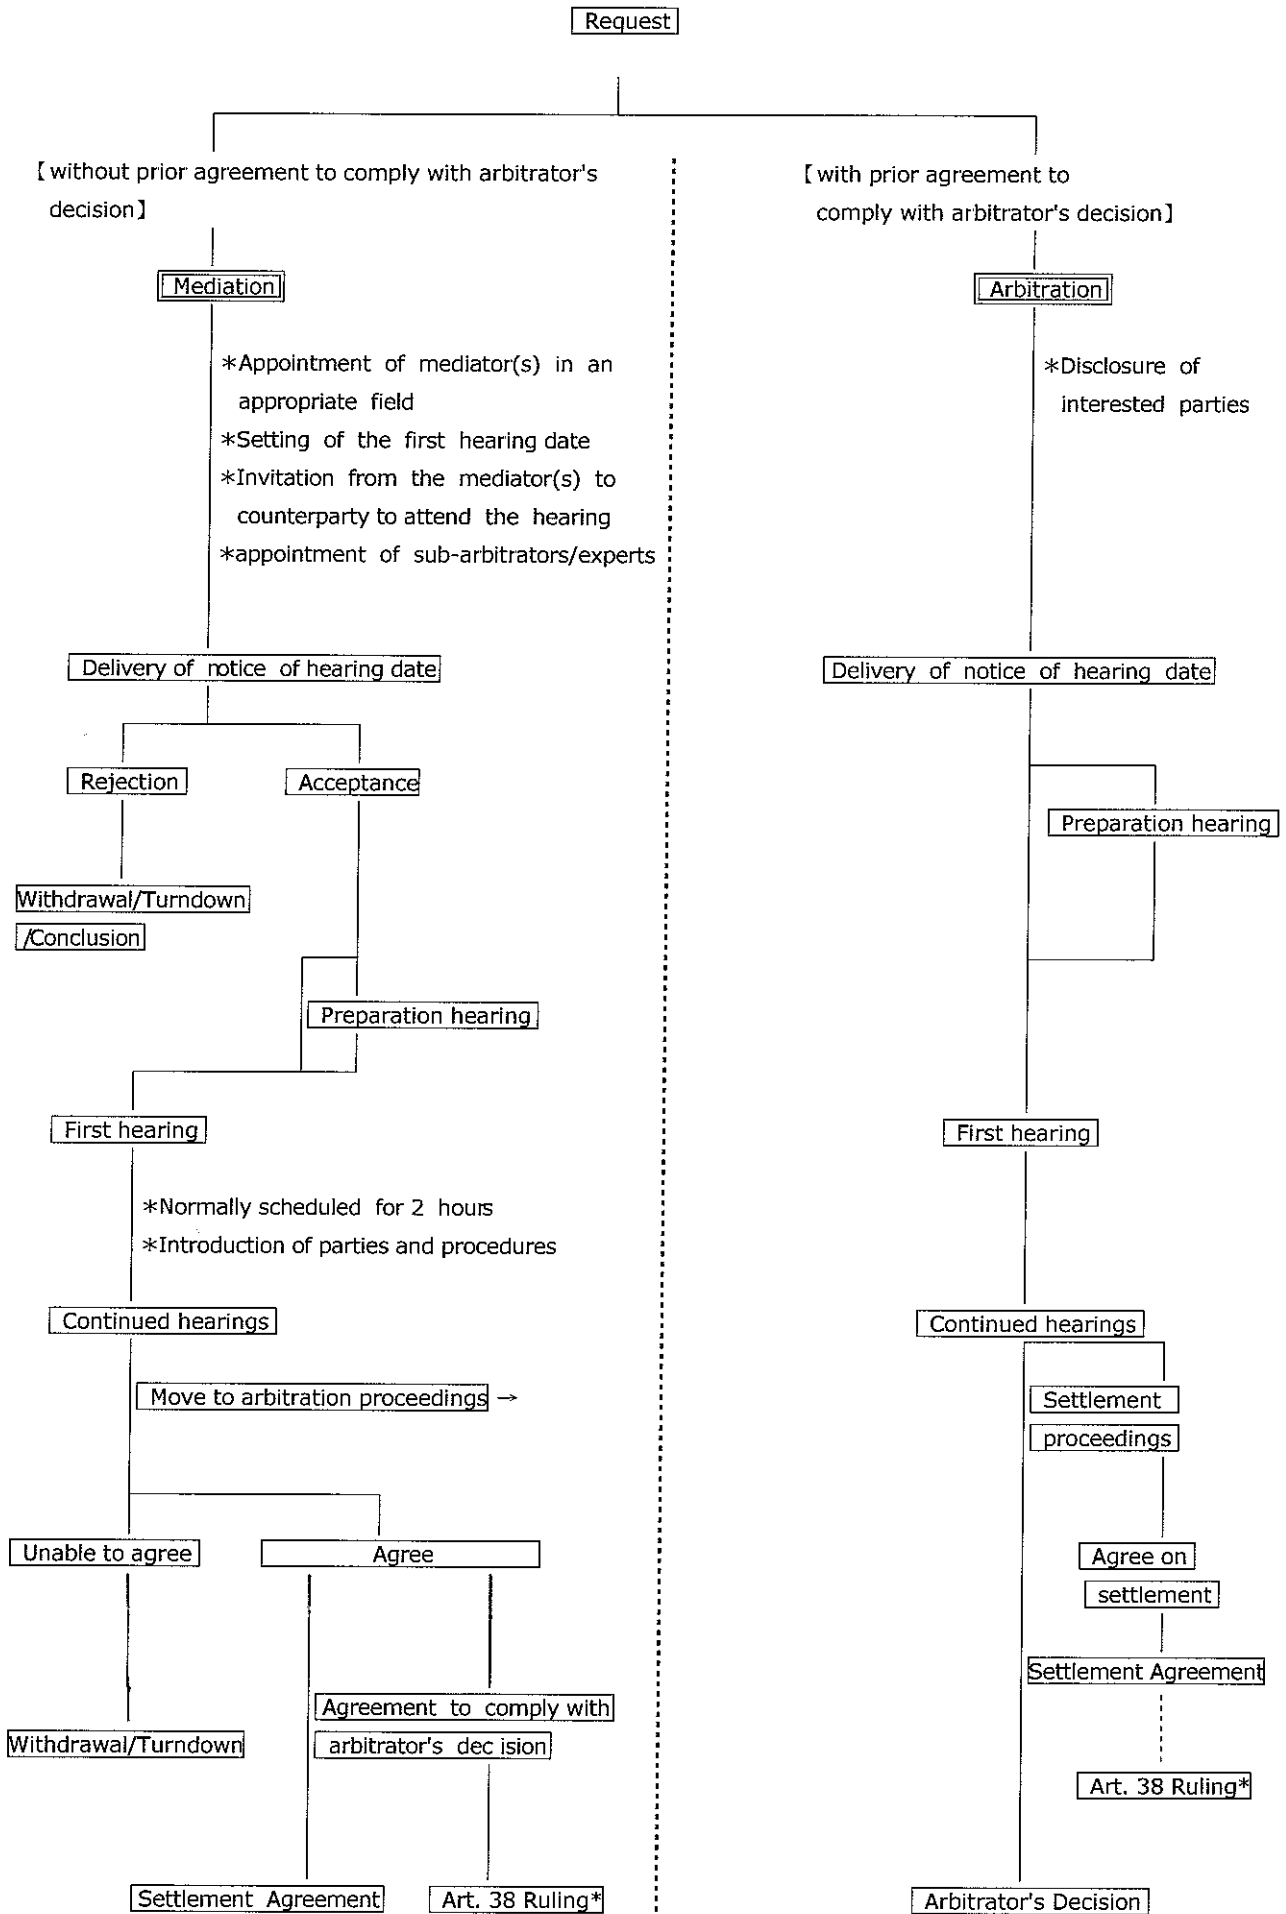 Request
【without prior agreement to comply with arbitrator's
decision】
Mediation
*Appointment of mediator(s) in an
appropriate field
*Setting of the first hearing date
*Invitation from the mediator(s) to
counterparty to attend the hearing
*appointment of sub-arbitrators/experts
Delivery of notice of hearing date
Rejection
Acceptance
Withdrawal/Turndown
/Conclusion
Preparation hearing
First hearing
*Normally scheduled for 2 hours
*Introduction of parties and procedures
Continued hearings
Move to arbitration proceedings →
Unable to agree
Agree
Withdrawal/Turndown
Agreement to comply with
arbitrator's decision
Settlement Agreement
Art. 38 Ruling*
【with prior agreement to
comply with arbitrator's decision】
Arbitration
*Disclosure of
interested parties
Delivery of notice of hearing date
Preparation hearing
First hearing
Continued hearings
Settlement
proceedings
Agree on
settlement
Settlement Agreement
Art. 38 Ruling*
Arbitrator's Decision